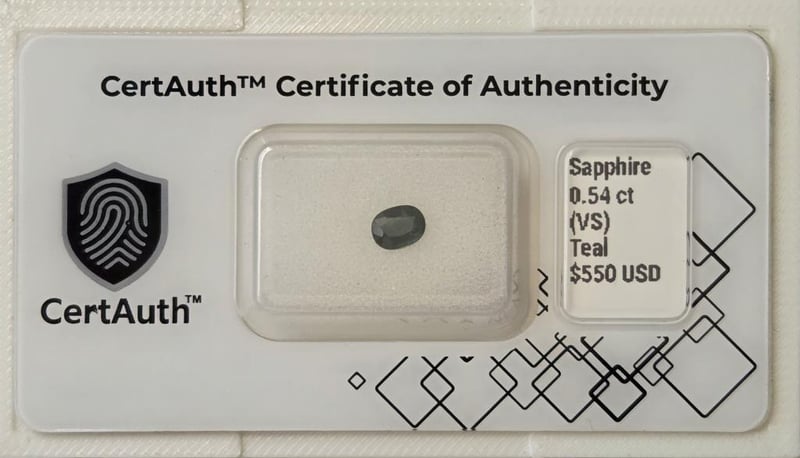 CertAuth™ Certificate of Authenticity
CertAuth™
Sapphire
0.54 ct
(VS)
Teal
$550 USD